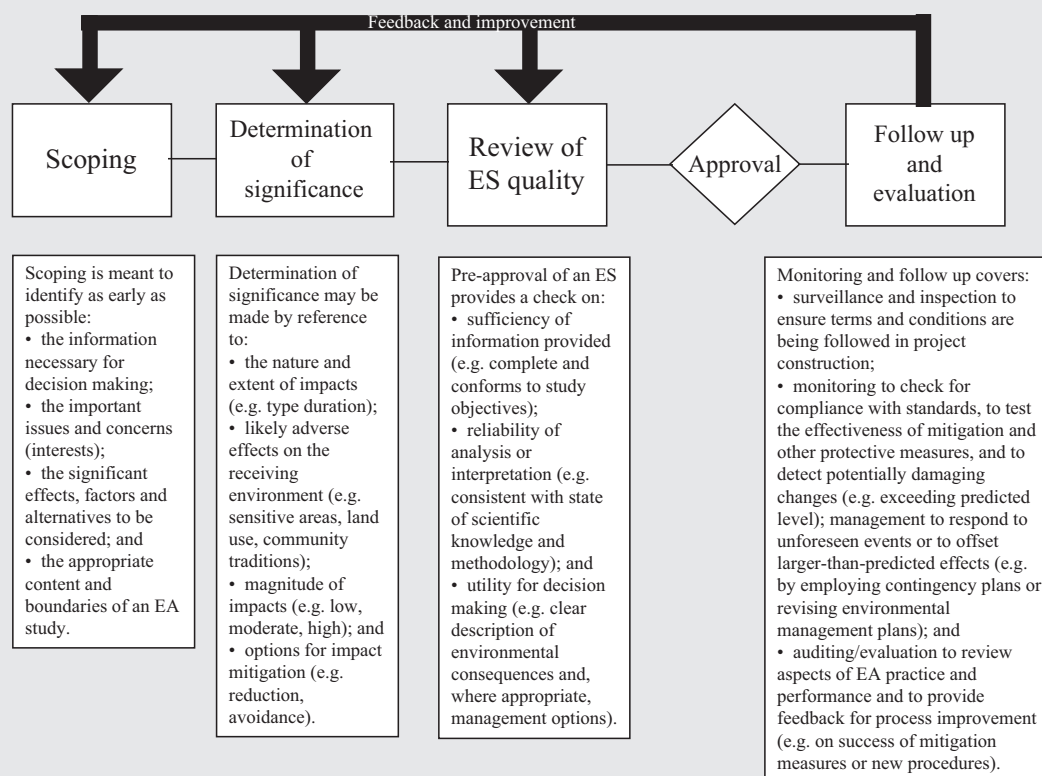 Feedback and improvement
Scoping
Determination
of
significance
Review of
ES quality
Approval
Follow up
and
evaluation
Scoping is meant to
identify as early as
possible:
• the information
necessary for
decision making;
• the important
issues and concerns
(interests);
• the significant
effects, factors and
alternatives to be
considered; and
• the appropriate
content and
boundaries of an EA
study.
Determination of
significance may be
made by reference
to:
• the nature and
extent of impacts
(e.g. type duration);
• likely adverse
effects on the
receiving
environment (e.g.
sensitive areas, land
use, community
traditions);
• magnitude of
impacts (e.g. low,
moderate, high); and
• options for impact
mitigation (e.g.
reduction,
avoidance).
Pre-approval of an ES
provides a check on:
• sufficiency of
information provided
(e.g. complete and
conforms to study
objectives);
• reliability of
analysis or
interpretation (e.g.
consistent with state
of scientific
knowledge and
methodology); and
• utility for decision
making (e.g. clear
description of
environmental
consequences and,
where appropriate,
management options).
Monitoring and follow up covers:
• surveillance and inspection to
ensure terms and conditions are
being followed in project
construction;
• monitoring to check for
compliance with standards, to test
the effectiveness of mitigation and
other protective measures, and to
detect potentially damaging
changes (e.g. exceeding predicted
level); management to respond to
unforeseen events or to offset
larger-than-predicted effects (e.g.
by employing contingency plans or
revising environmental
management plans); and
• auditing/evaluation to review
aspects of EA practice and
performance and to provide
feedback for process improvement
(e.g. on success of mitigation
measures or new procedures).